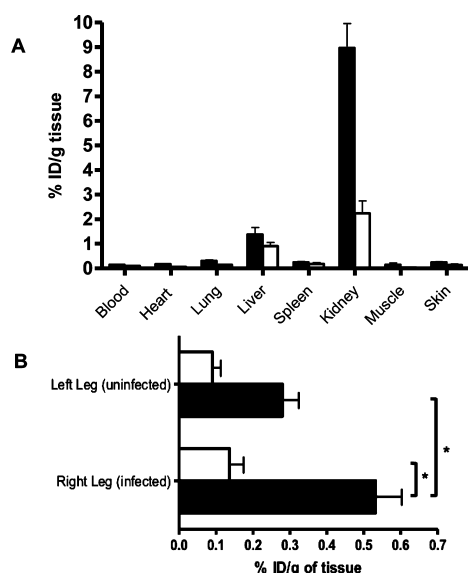 A
% ID/g tissue
10
9
8
7
6
5
4
3
2
1
0
Blood
Heart
Lung
Liver
Spleen
Kidney
Muscle
Skin
B
Left Leg (uninfected)
Right Leg (infected)
*
*
0.0 0.1 0.2 0.3 0.4 0.5 0.6 0.7
% ID/g of tissue